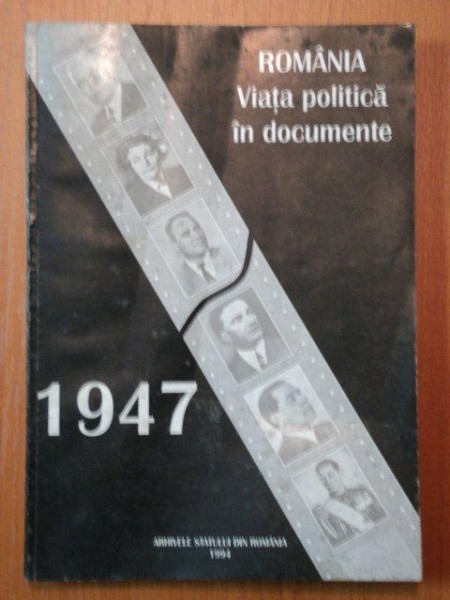 ROMÂNIA
Viața politică
în documente
1947
ARHIVELE STATULUI DIN ROMÂNIA
1994